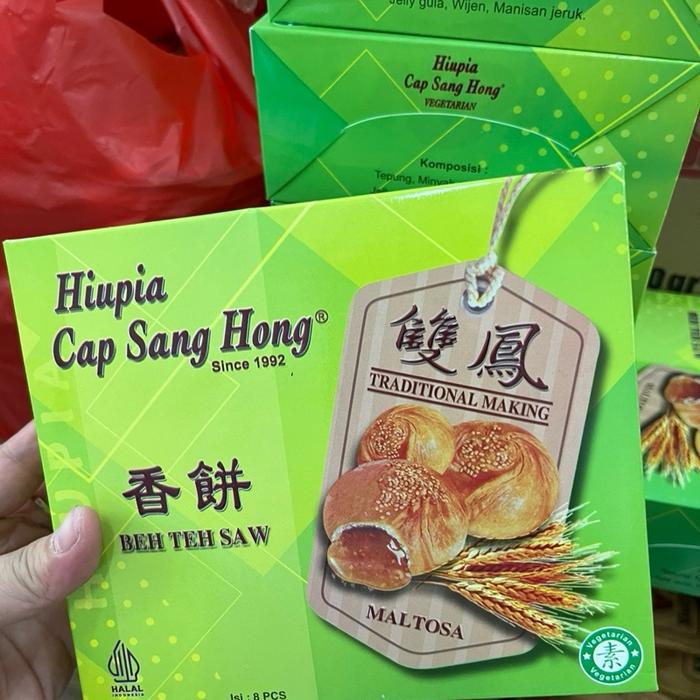 Jelly gula, Wijen, Manisan jeruk.
Hiupia
Cap Sang Hong®
VEGETARIAN
Komposisi :
Tepung,
Hiupia
Cap Sang Hong®
Since 1992
雙鳳
TRADITIONAL MAKING
香餅
BEH TEH SAW
MALTOSA
HALAL
INDONESIA
Isi : 8 PCS
Vegetarian
素
Vegetarian